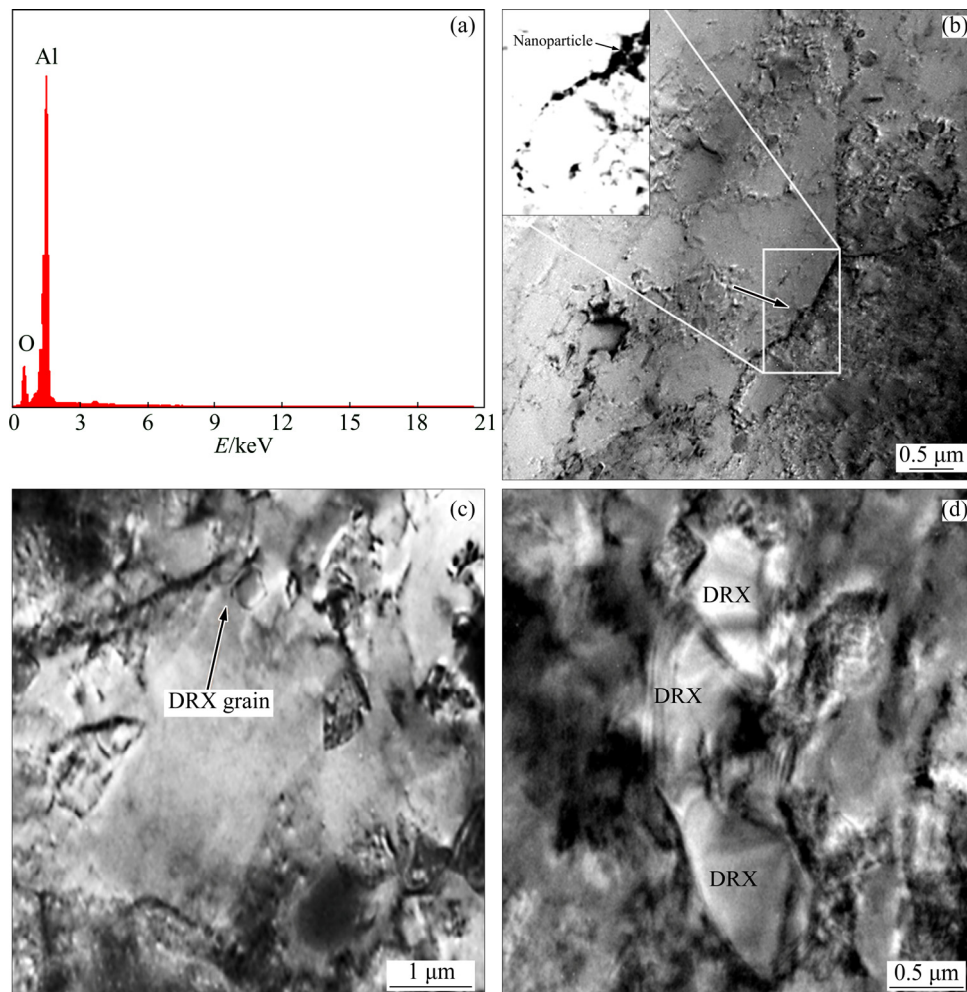 (a)
Al
O
0 3 6 9 12 15 18 21
E/keV
(b)
Nanoparticle
0.5 μm
(c)
DRX grain
1 μm
(d)
DRX
DRX
DRX
0.5 μm